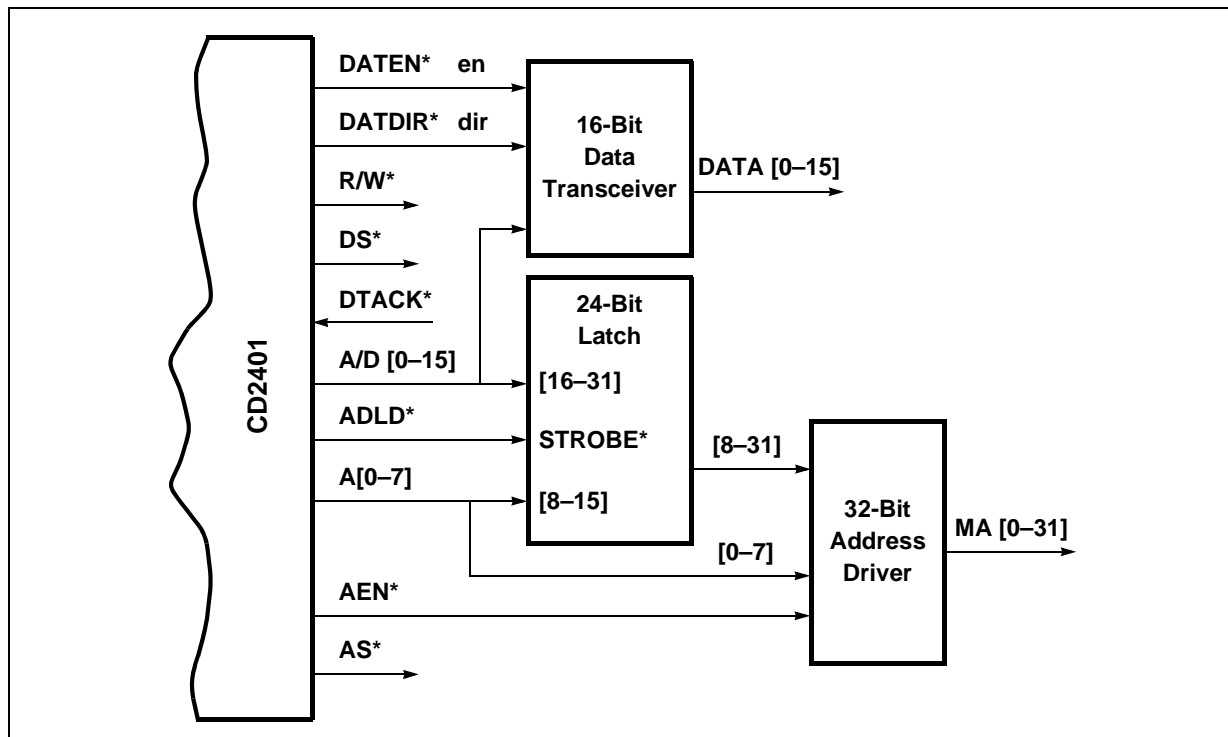 CD2401
DATEN* en
DATDIR* dir
R/W*
DS*
DTACK*
A/D [0–15]
ADLD*
A[0–7]
AEN*
AS*
16-Bit
Data
Transceiver
DATA [0–15]
24-Bit
Latch
[16–31]
STROBE*
[8–15]
[8–31]
[0–7]
32-Bit
Address
Driver
MA [0–31]